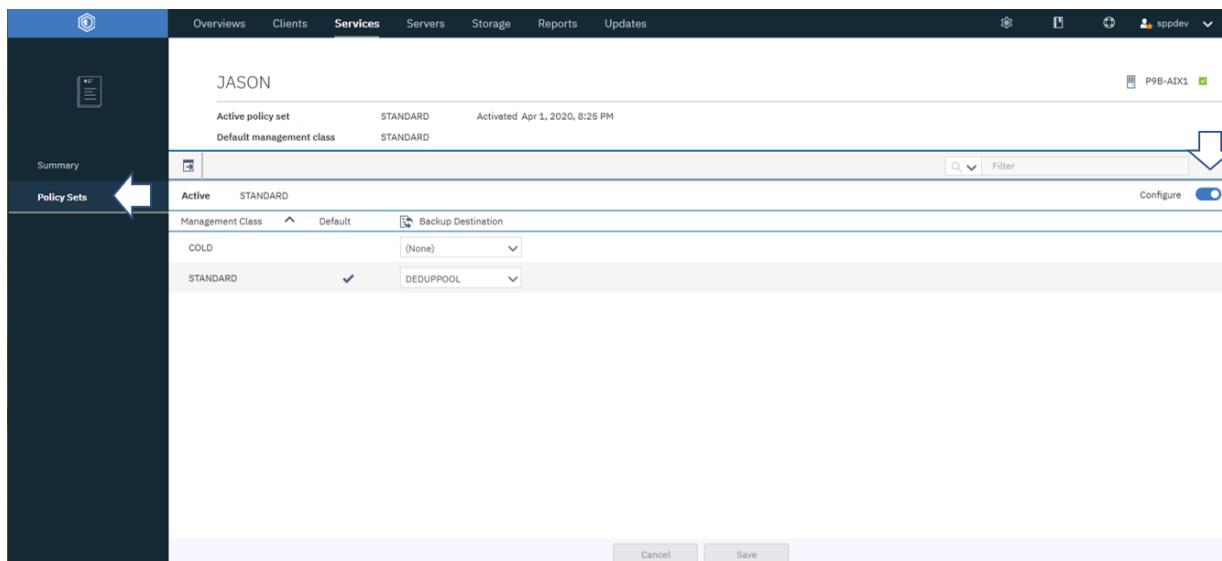 Overviews Clients Services Servers Storage Reports Updates sppdev
JASON
P9B-AIX1
Active policy set STANDARD Activated Apr 1, 2020, 8:25 PM
Default management class STANDARD
Summary
Filter
Policy Sets
Active STANDARD
Configure
Management Class Default Backup Destination
COLD (None)
STANDARD DEDUPPOOL
Cancel Save